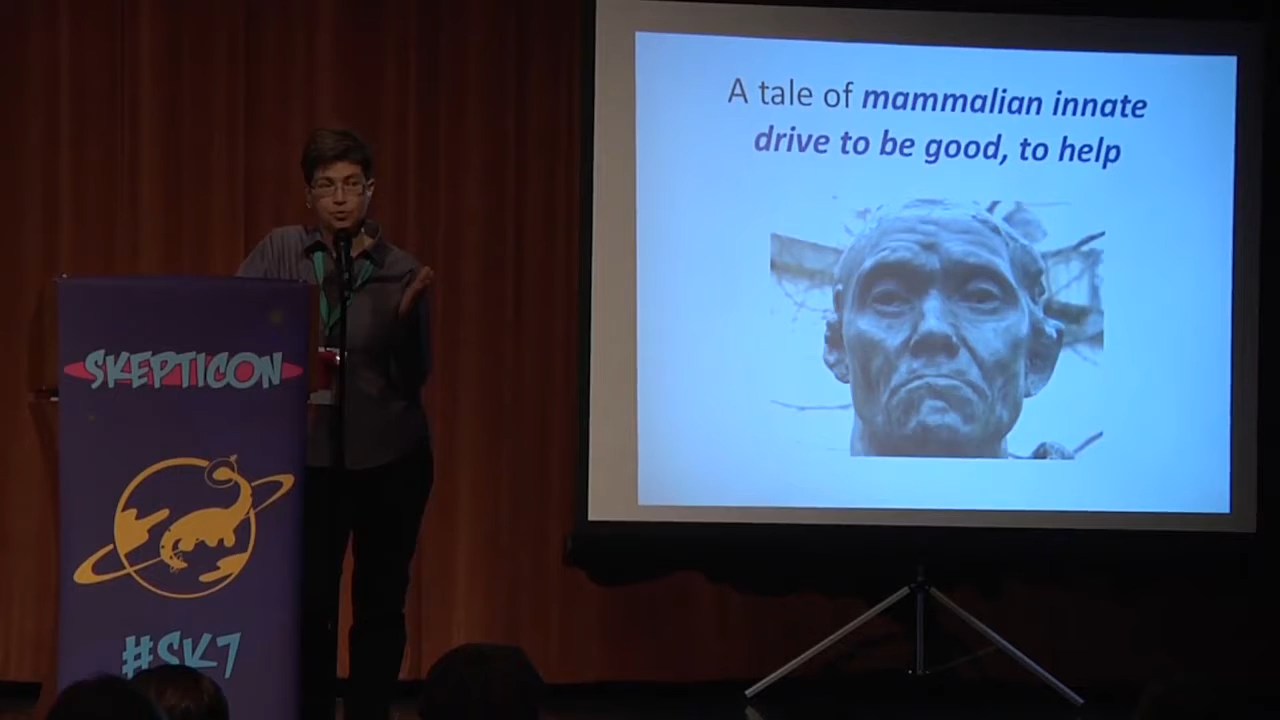 A tale of mammalian innate
drive to be good, to help
SKEPTICON
#SK7